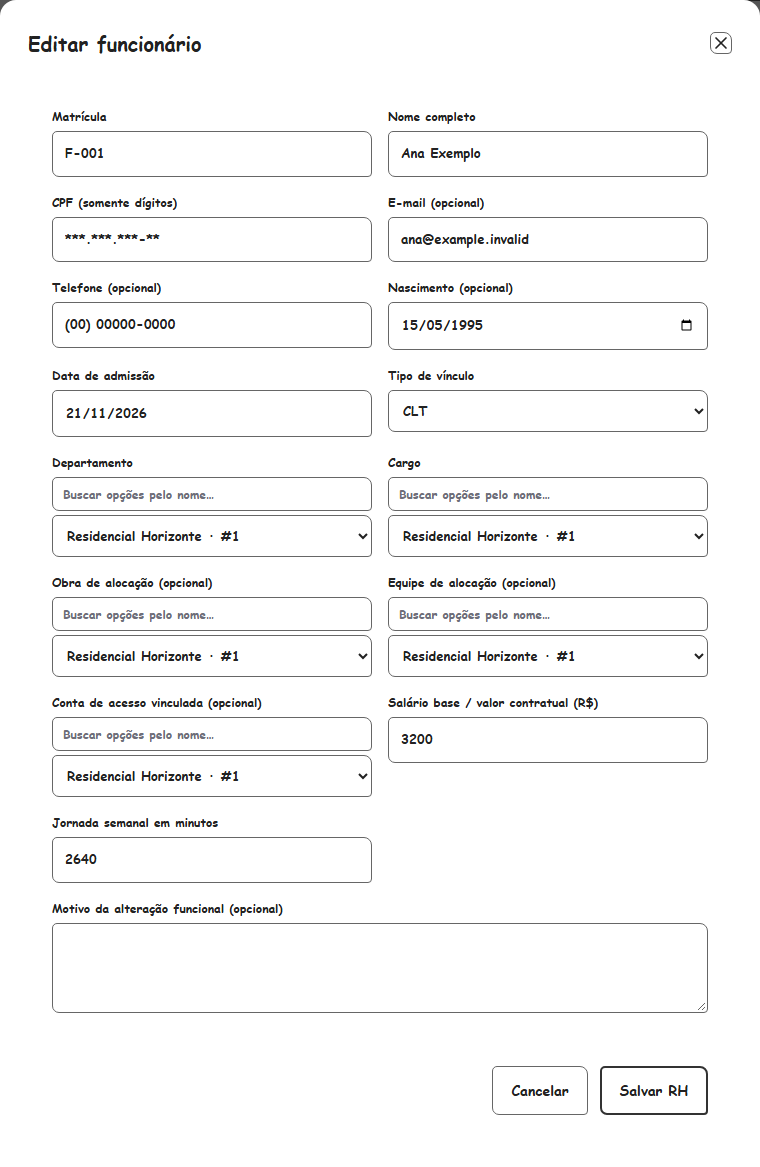 Editar funcionário
Matrícula
Nome completo
F-001
Ana Exemplo
CPF (somente dígitos)
E-mail (opcional)
***.***.***-**
ana@example.invalid
Telefone (opcional)
Nascimento (opcional)
(00) 00000-0000
15/05/1995
Data de admissão
Tipo de vínculo
21/11/2026
CLT
Departamento
Cargo
Buscar opções pelo nome...
Buscar opções pelo nome...
Residencial Horizonte · #1
Residencial Horizonte · #1
Obra de alocação (opcional)
Equipe de alocação (opcional)
Buscar opções pelo nome...
Buscar opções pelo nome...
Residencial Horizonte · #1
Residencial Horizonte · #1
Conta de acesso vinculada (opcional)
Salário base / valor contratual (R$)
Buscar opções pelo nome...
3200
Residencial Horizonte · #1
Jornada semanal em minutos
2640
Motivo da alteração funcional (opcional)
Cancelar
Salvar RH